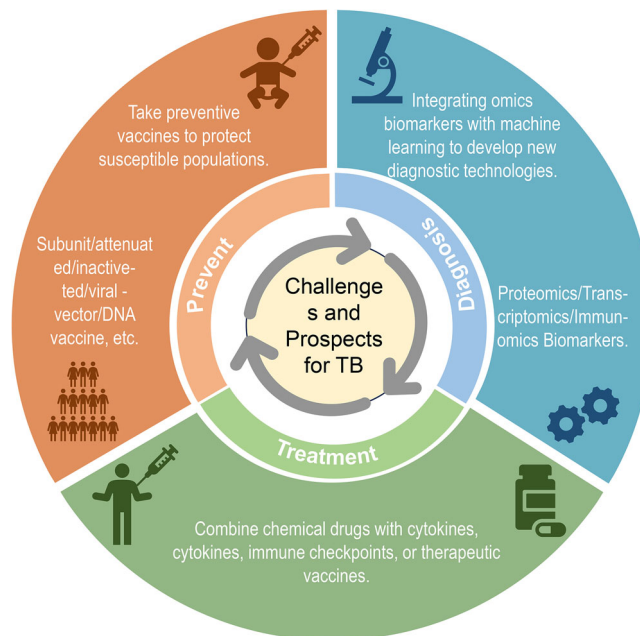 Take preventive
vaccines to protect
susceptible populations.
Subunit/attenuat
ed/inactive-
ted/viral -
vector/DNA
vaccine, etc.
Prevent
Integrating omics
biomarkers with machine
learning to develop new
diagnostic technologies.
Proteomics/Trans-
criptomics/Immun-
omics Biomarkers.
Diagnosis
Challenge
s and
Prospects
for TB
Treatment
Combine chemical drugs with cytokines,
cytokines, immune checkpoints, or therapeutic
vaccines.